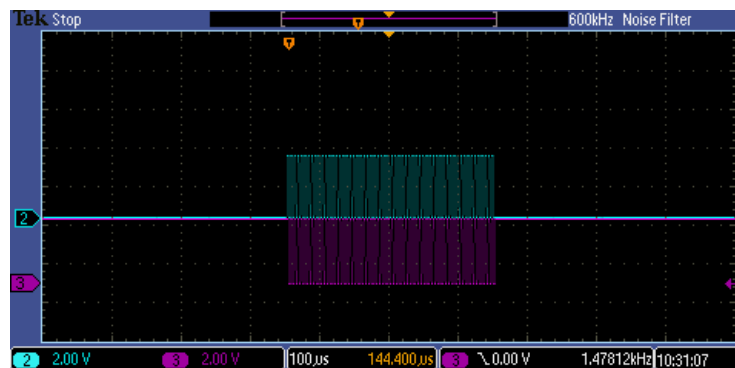 Tek Stop 600kHz Noise Filter
T
T
2
3
2 2.00 V 3 2.00 V 100µs 144.400µs 3 \ 0.00 V 1.47812kHz 10:31:07